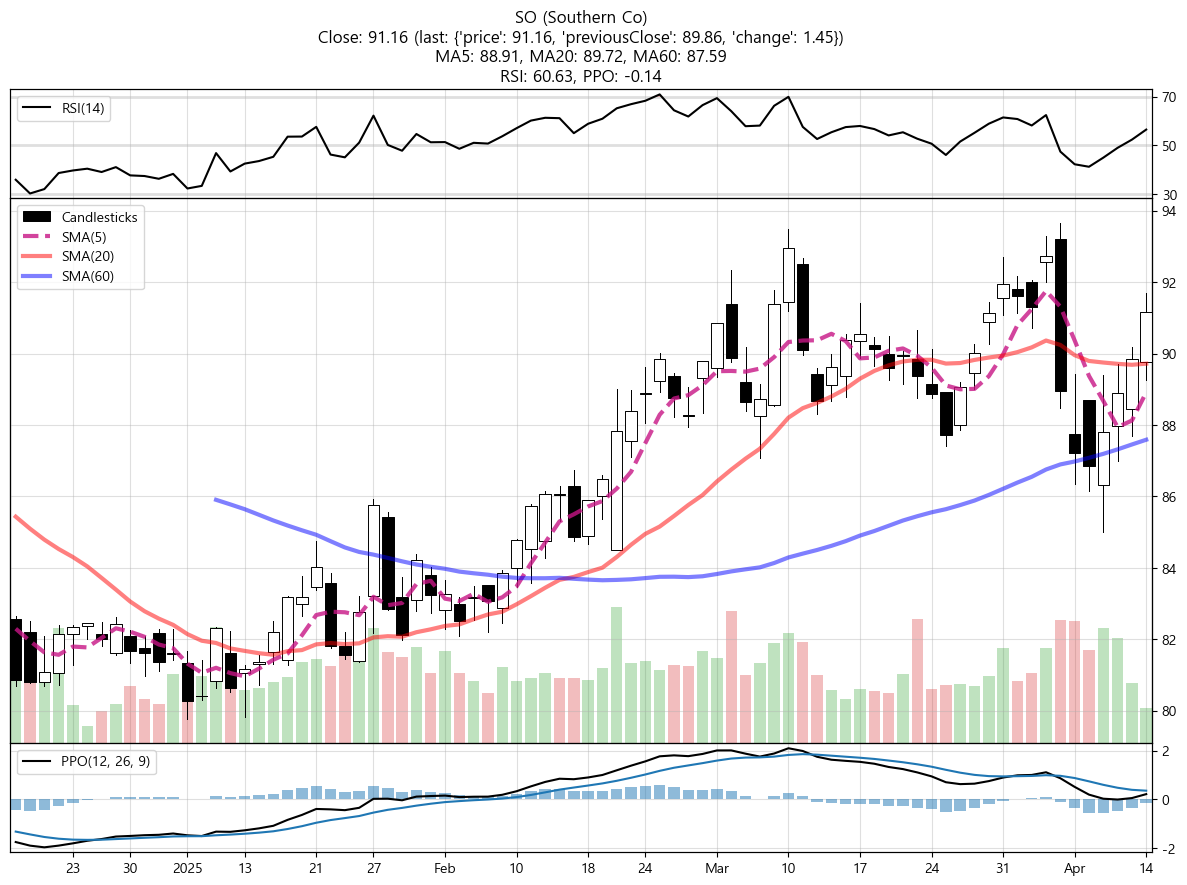 SO (Southern Co)
Close: 91.16 (last: {'price': 91.16, 'previousClose': 89.86, 'change': 1.45})
MA5: 88.91, MA20: 89.72, MA60: 87.59
RSI: 60.63, PPO: -0.14
RSI(14)
70
50
30
Candlesticks
SMA(5)
SMA(20)
SMA(60)
94
92
90
88
86
84
82
80
PPO(12, 26, 9)
2
0
-2
23 30 2025 13 21 27 Feb 10 18 24 Mar 10 17 24 31 Apr 14